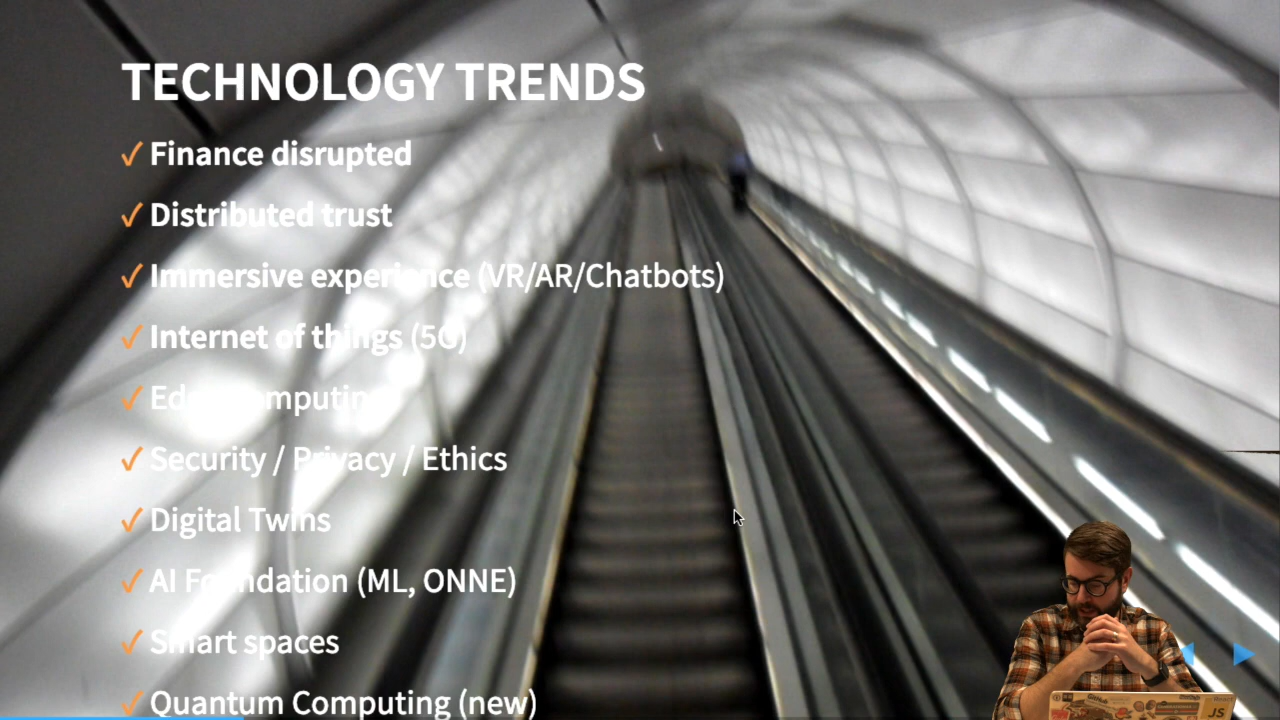 TECHNOLOGY TRENDS
✓ Finance disrupted
✓ Distributed trust
✓ Immersive experience (VR/AR/Chatbots)
✓ Internet of things (5G)
✓ Edge Computing
✓ Security / Privacy / Ethics
✓ Digital Twins
✓ AI Foundation (ML, ONNE)
✓ Smart spaces
✓ Quantum Computing (new)
JS